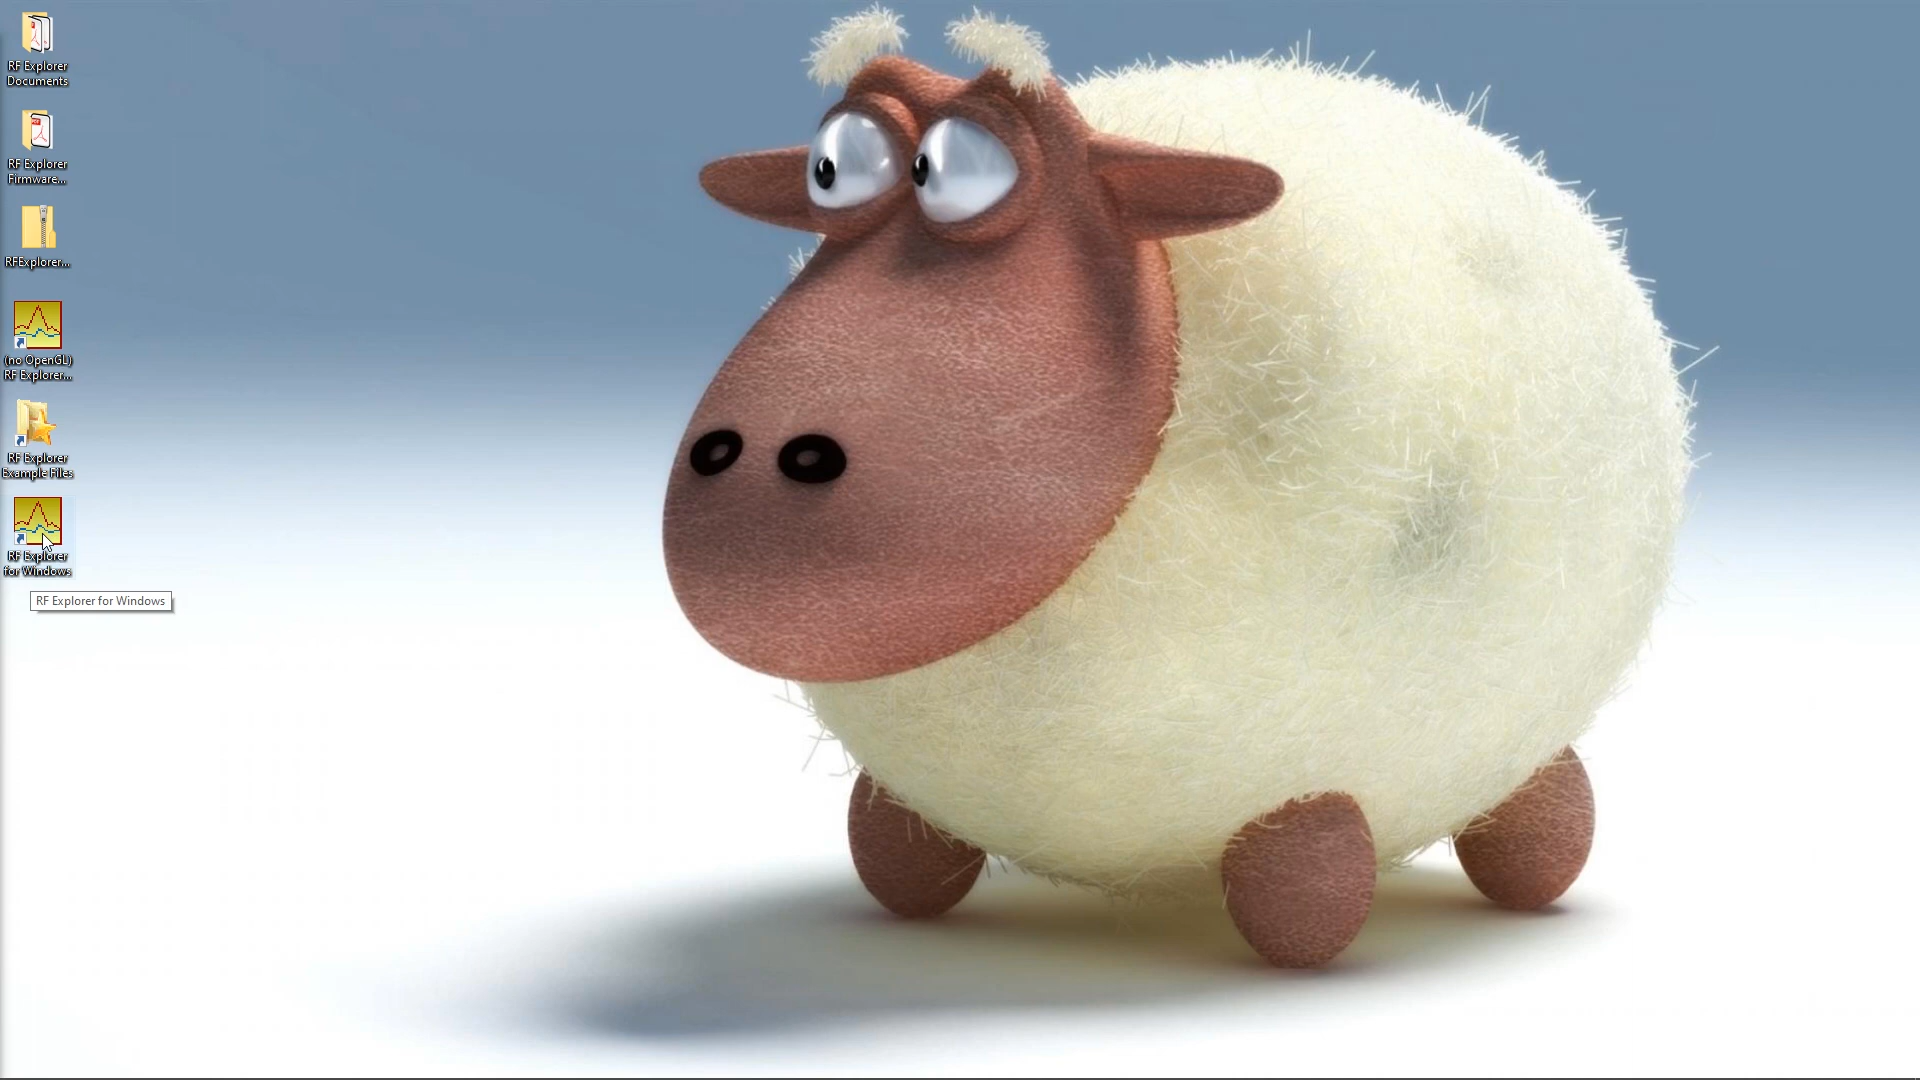 RF Explorer
Documents
RF Explorer
Firmware...
RFExplorer...
(no OpenGL)
RF Explorer...
RF Explorer
Example Files
RF Explorer
for Windows
RF Explorer for Windows